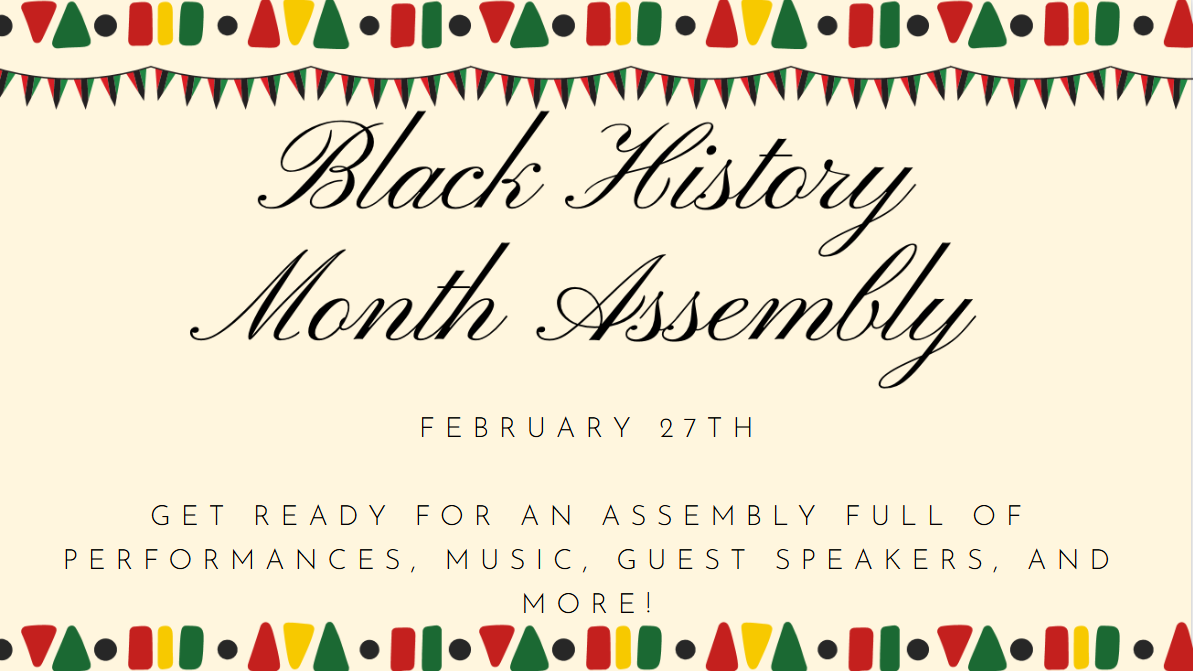 Black History
Month Assembly
FEBRUARY 27TH
GET READY FOR AN ASSEMBLY FULL OF
PERFORMANCES, MUSIC, GUEST SPEAKERS, AND
MORE!